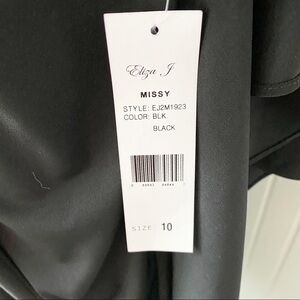 Eliza J
MISSY
STYLE: EJ2M1923
COLOR: BLK
BLACK
SIZE 10